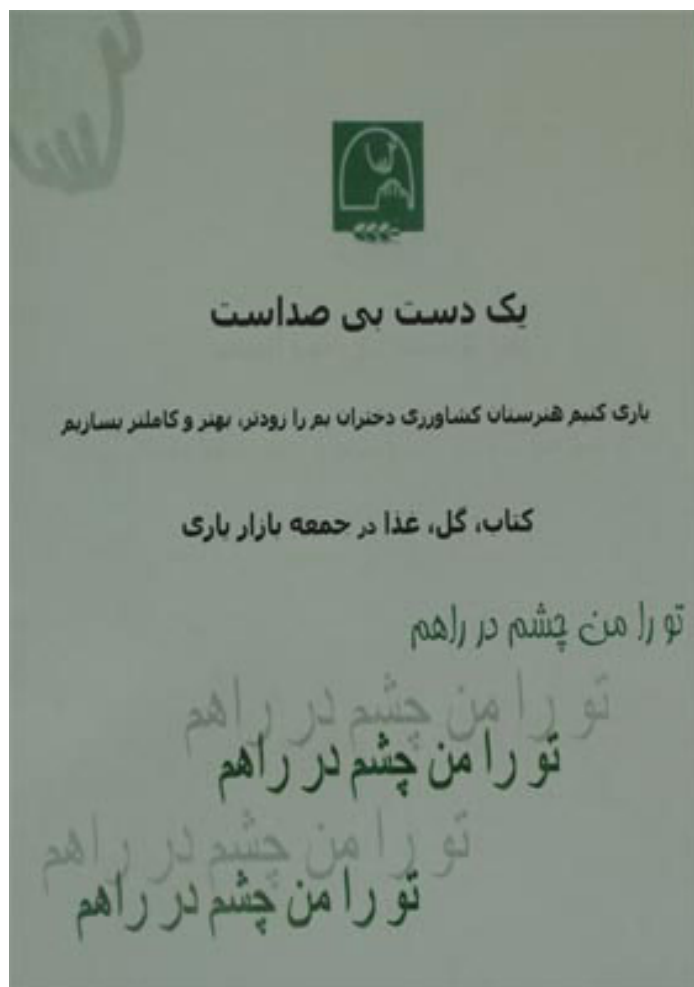 یک دست بی صداست
یاری کنیم هنرستان کشاورزی دختران بم را زودتر، بهتر و کاملتر بسازیم
کتاب، گل، غذا در جمعه بازار یاری
تو را من چشم در راهم
تو را من چشم در راهم
تو را من چشم در راهم
تو را من چشم در راهم
تو را من چشم در راهم